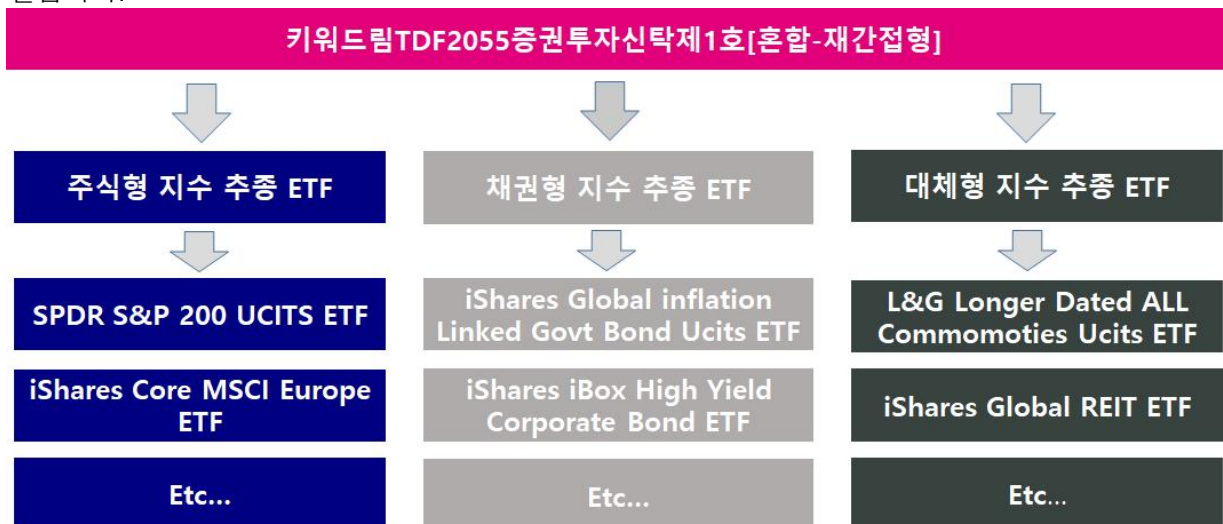 키워드림TDF2055증권투자신탁제1호[혼합-재간접형]
주식형 지수 추종 ETF
채권형 지수 추종 ETF
대체형 지수 추종 ETF
SPDR S&P 200 UCITS ETF
iShares Global inflation
Linked Govt Bond Ucits ETF
L&G Longer Dated ALL
Commomoties Ucits ETF
iShares Core MSCI Europe
ETF
iShares iBox High Yield
Corporate Bond ETF
iShares Global REIT ETF
Etc...
Etc...
Etc...